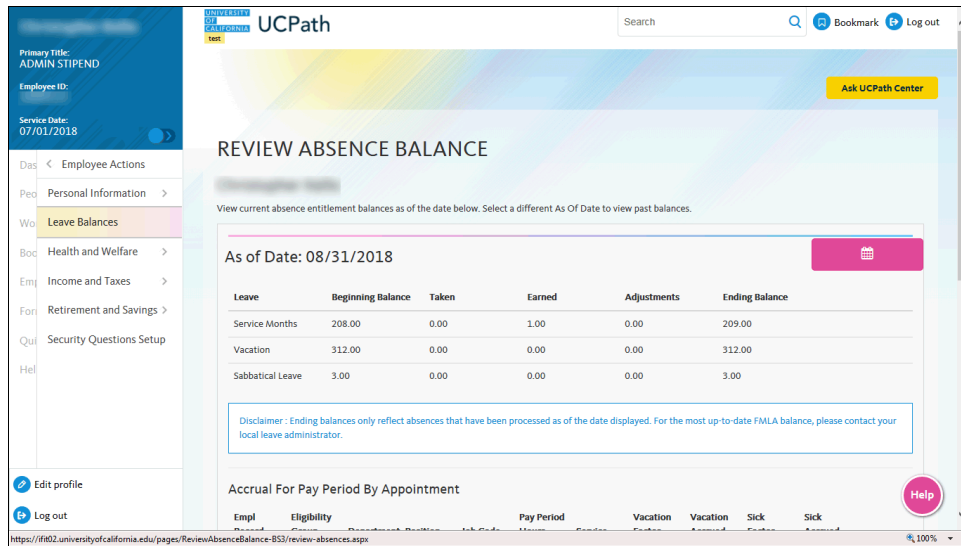 UNIVERSITY
OF
CALIFORNIA
test
UCPath
Search
Bookmark
Log out
Primary Title:
ADMIN STIPEND
Employee ID:
Service Date:
07/01/2018
Ask UCPath Center
Das
Peo
Wo
Boo
Emp
For
Qui
Hel
Employee Actions
Personal Information
Leave Balances
Health and Welfare
Income and Taxes
Retirement and Savings
Security Questions Setup
Edit profile
Log out
REVIEW ABSENCE BALANCE
View current absence entitlement balances as of the date below. Select a different As Of Date to view past balances.
As of Date: 08/31/2018
Leave Beginning Balance Taken Earned Adjustments Ending Balance
Service Months 208.00 0.00 1.00 0.00 209.00
Vacation 312.00 0.00 0.00 0.00 312.00
Sabbatical Leave 3.00 0.00 0.00 0.00 3.00
Disclaimer : Ending balances only reflect absences that have been processed as of the date displayed. For the most up-to-date FMLA balance, please contact your
local leave administrator.
Accrual For Pay Period By Appointment
Help
Empl Eligibility Pay Period Vacation Vacation Sick Sick
https://ifit02.universityofcalifornia.edu/pages/ReviewAbsenceBalance-BS3/review-absences.aspx
100%